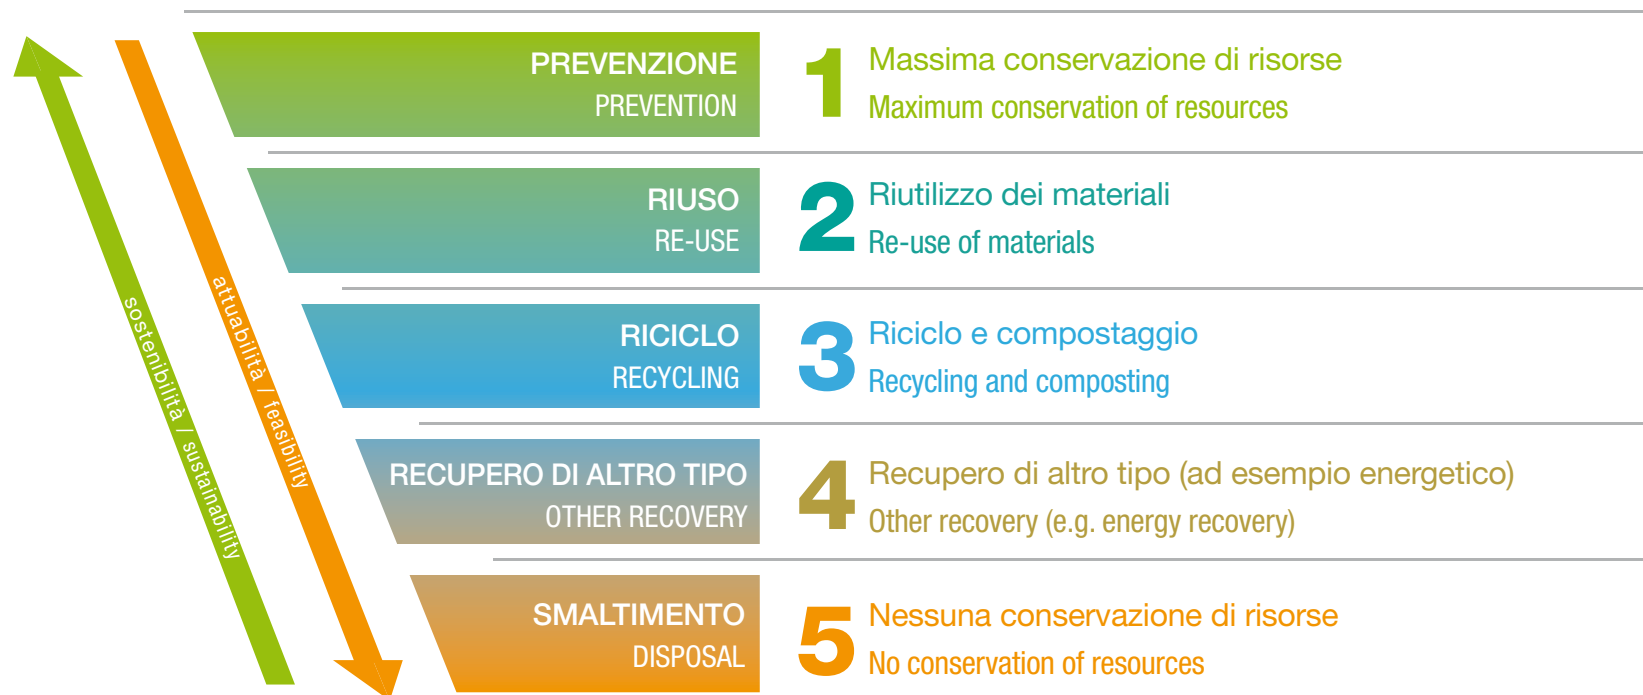 PREVENZIONE
PREVENTION
1
Massima conservazione di risorse
Maximum conservation of resources
RIUSO
RE-USE
2
Riutilizzo dei materiali
Re-use of materials
RICICLO
RECYCLING
3
Riciclo e compostaggio
Recycling and composting
RECUPERO DI ALTRO TIPO
OTHER RECOVERY
4
Recupero di altro tipo (ad esempio energetico)
Other recovery (e.g. energy recovery)
SMALTIMENTO
DISPOSAL
5
Nessuna conservazione di risorse
No conservation of resources
sostenibilità / sustainability
attuabilità / feasibility